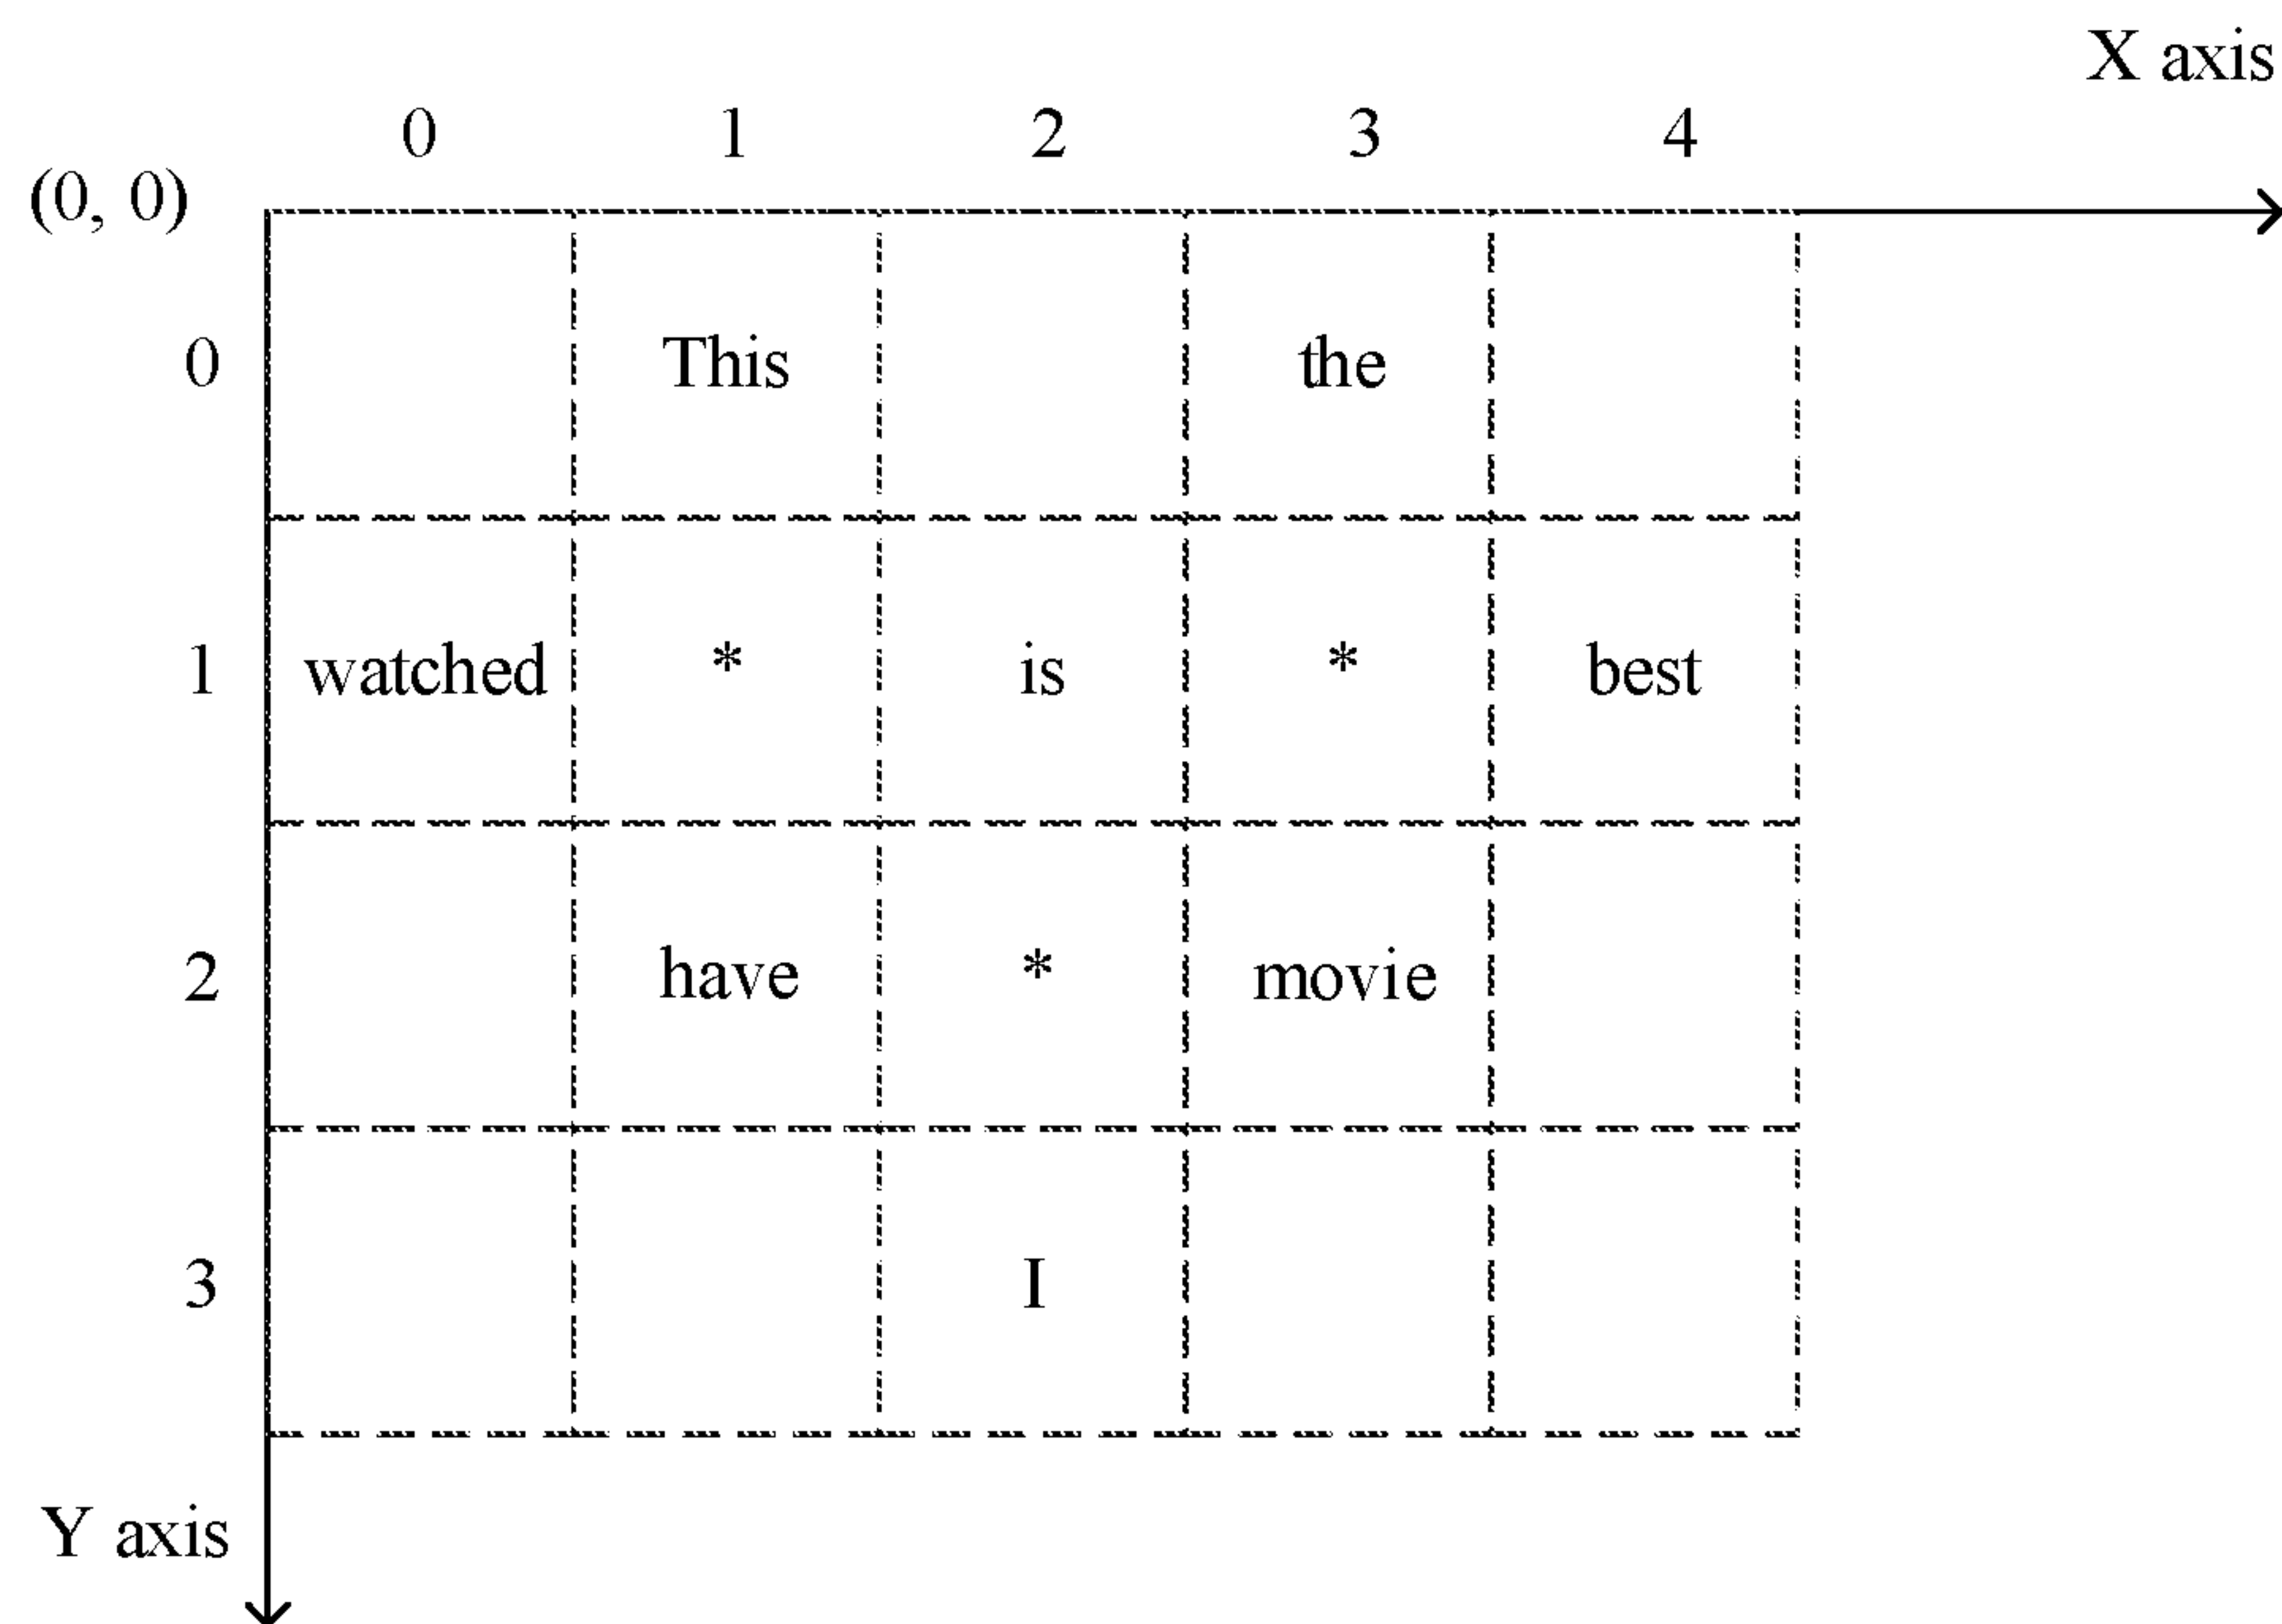 X axis
0 1 2 3 4
(0, 0)
0 This the
1 watched * is * best
2 have * movie
3 I
Y axis